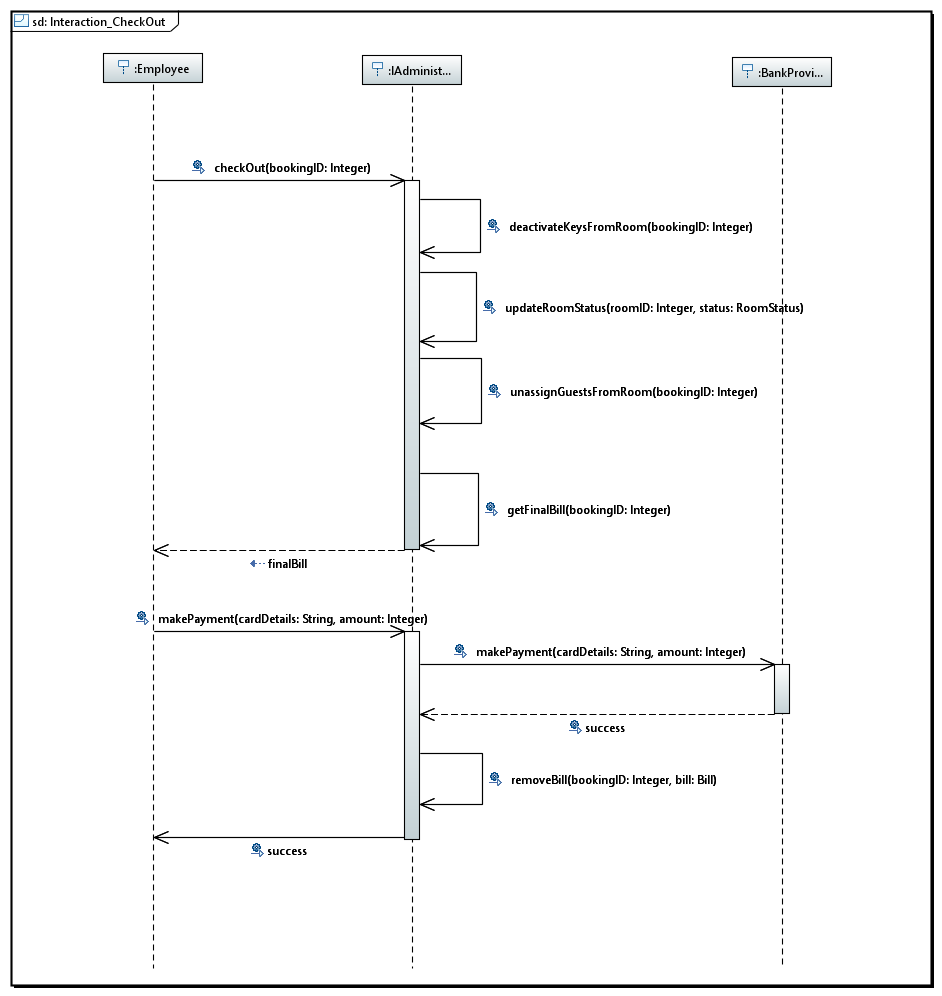 sd: Interaction_CheckOut
:Employee
:IAdminist...
:BankProvi...
checkOut(bookingID: Integer)
deactivateKeysFromRoom(bookingID: Integer)
updateRoomStatus(roomID: Integer, status: RoomStatus)
unassignGuestsFromRoom(bookingID: Integer)
getFinalBill(bookingID: Integer)
finalBill
makePayment(cardDetails: String, amount: Integer)
makePayment(cardDetails: String, amount: Integer)
success
removeBill(bookingID: Integer, bill: Bill)
success